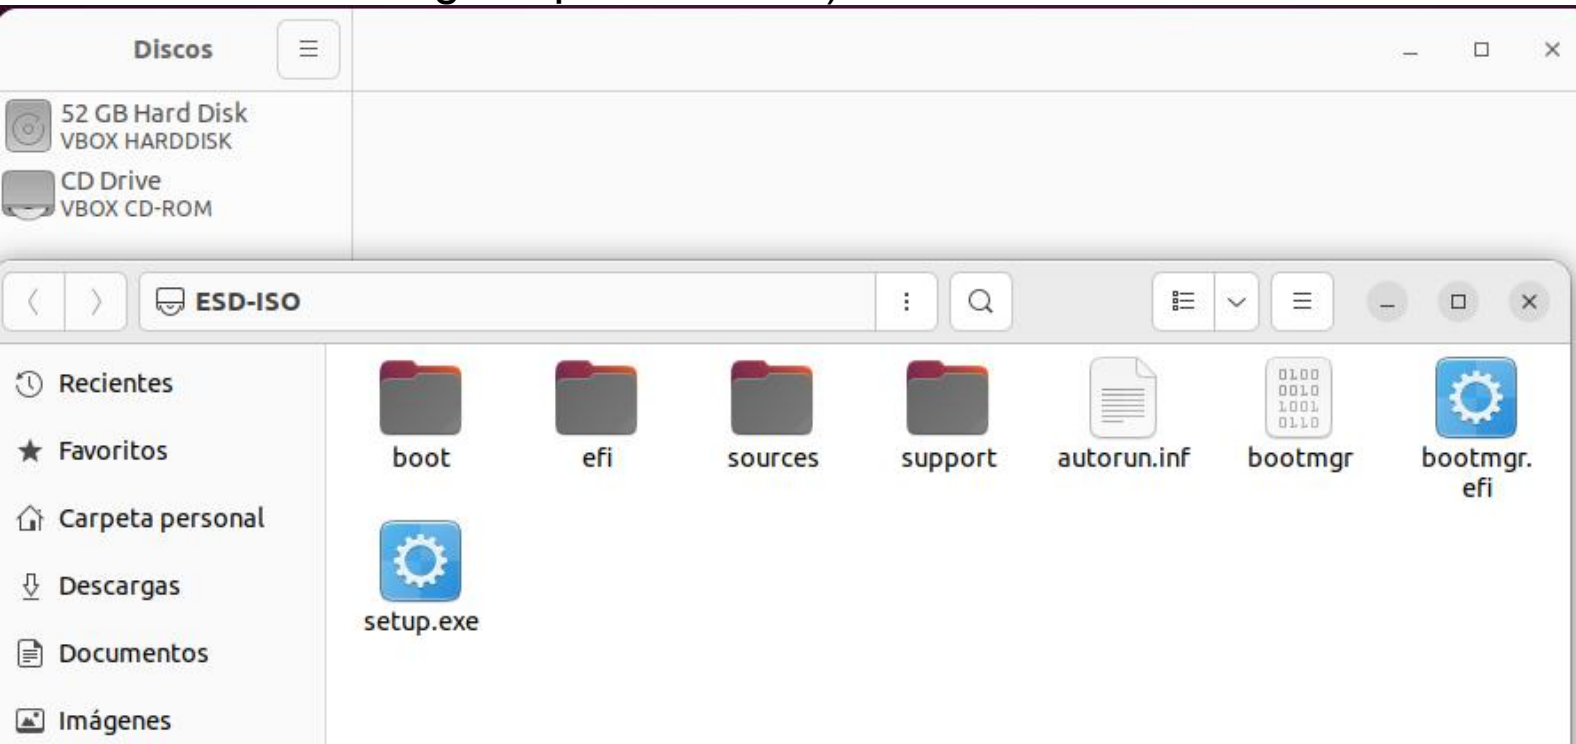 Discos
52 GB Hard Disk
VBOX HARDDISK
CD Drive
VBOX CD-ROM
ESD-ISO
Recientes
Favoritos
Carpeta personal
Descargas
Documentos
Imágenes
boot
efi
sources
support
autorun.inf
0100
0010
1001
0110
bootmgr
bootmgr.
efi
setup.exe